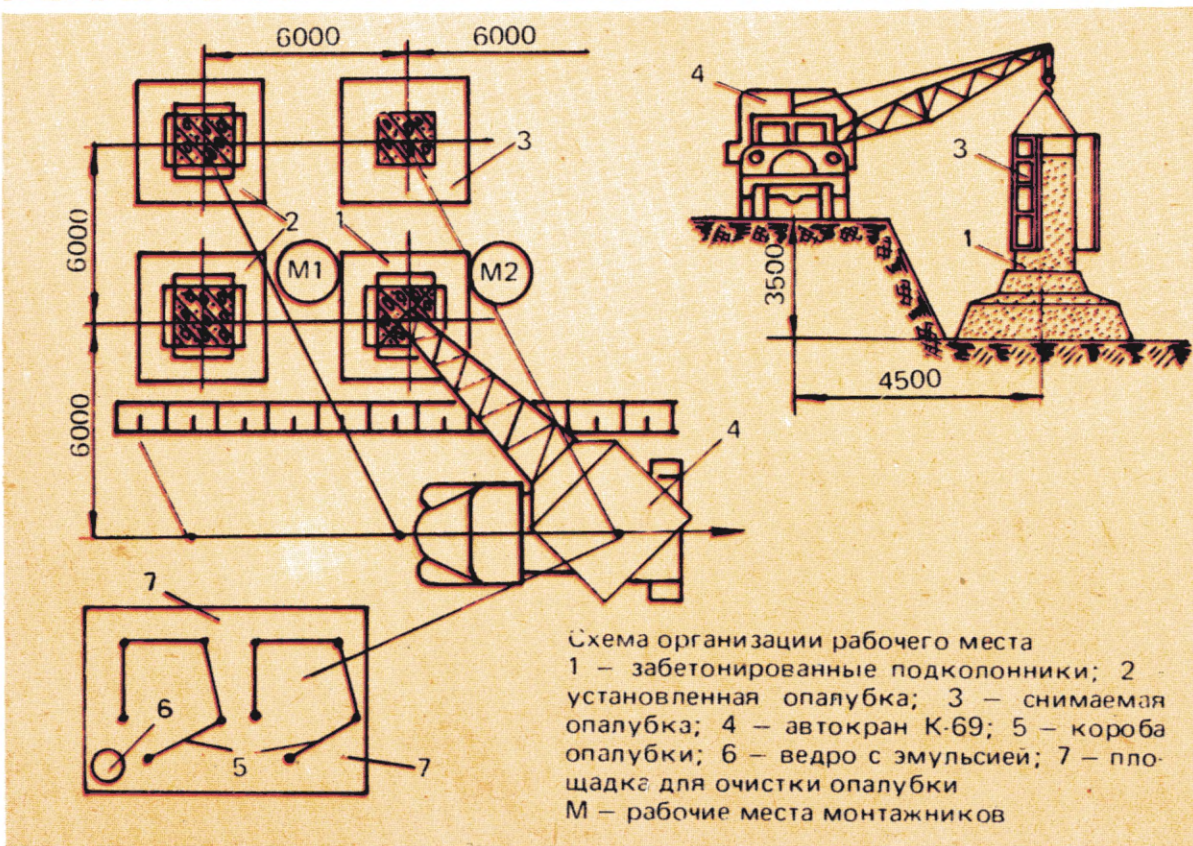 6000 6000
4
3
3
2
1
6000
М1
М2
1
3500
4500
6000
4
7
6
5
7
Схема организации рабочего места
1 – забетонированные подколонники; 2
установленная опалубка; 3 – снимаемая
опалубка; 4 – автокран К-69; 5 – короба
опалубки; 6 – ведро с эмульсией; 7 – пло-
щадка для очистки опалубки
М – рабочие места монтажников